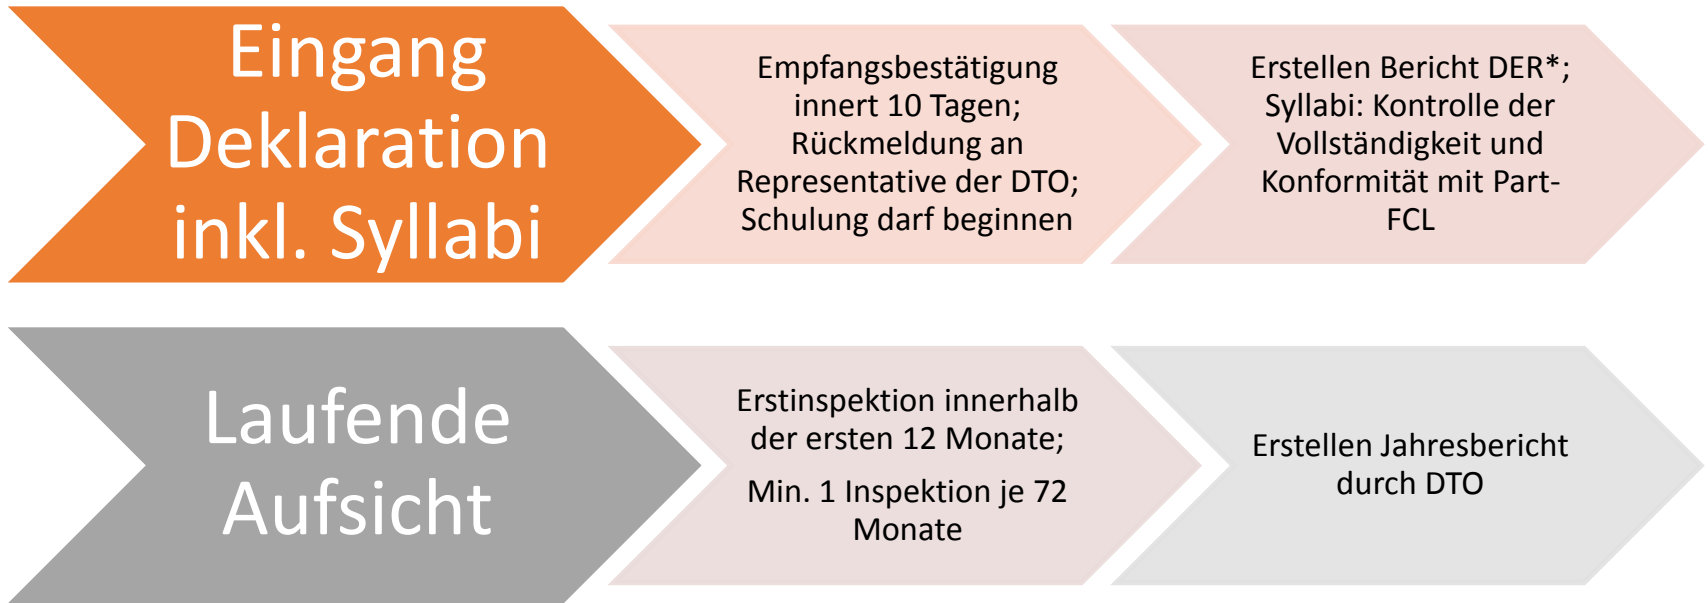 Eingang
Deklaration
inkl. Syllabi
Empfangsbestätigung
innert 10 Tagen;
Rückmeldung an
Representative der DTO;
Schulung darf beginnen
Erstellen Bericht DER*;
Syllabi: Kontrolle der
Vollständigkeit und
Konformität mit Part-
FCL
Laufende
Aufsicht
Erstinspektion innerhalb
der ersten 12 Monate;
Min. 1 Inspektion je 72
Monate
Erstellen Jahresbericht
durch DTO